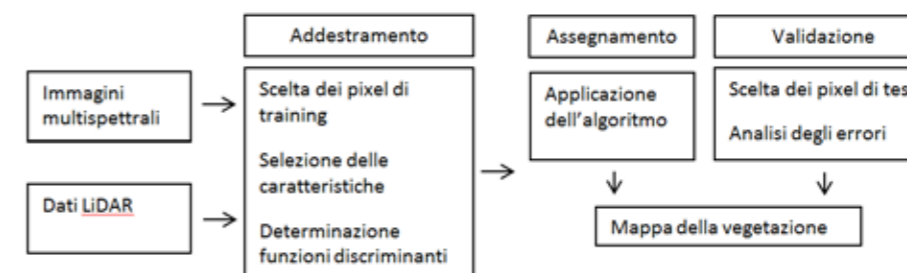 Immagini
multispettrali
Dati LiDAR
Addestramento
Scelta dei pixel di
training
Selezione delle
caratteristiche
Determinazione
funzioni discriminanti
Assegnamento
Applicazione
dell'algoritmo
Validazione
Scelta dei pixel di tes
Analisi degli errori
Mappa della vegetazione